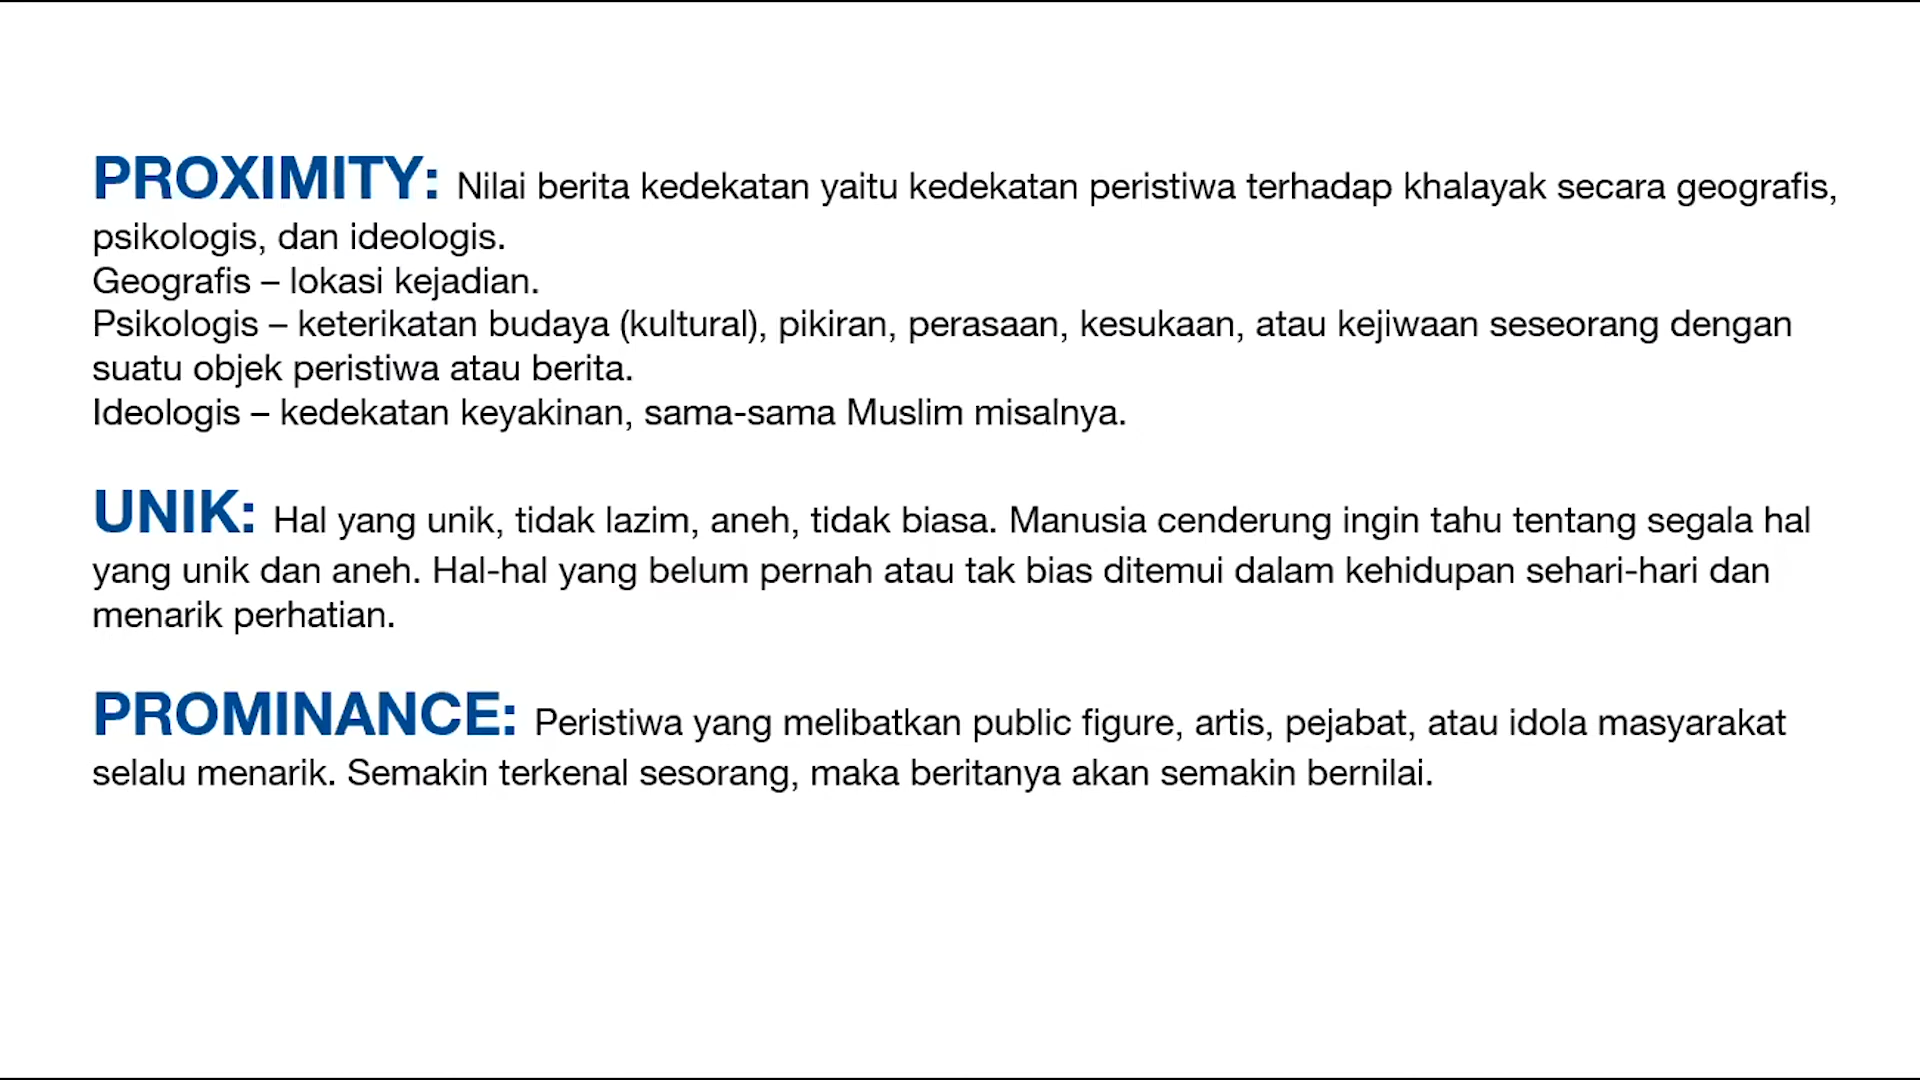 PROXIMITY: Nilai berita kedekatan yaitu kedekatan peristiwa terhadap khalayak secara geografis,
psikologis, dan ideologis.
Geografis – lokasi kejadian.
Psikologis – keterikatan budaya (kultural), pikiran, perasaan, kesukaan, atau kejiwaan seseorang dengan
suatu objek peristiwa atau berita.
Ideologis – kedekatan keyakinan, sama-sama Muslim misalnya.
UNIK: Hal yang unik, tidak lazim, aneh, tidak biasa. Manusia cenderung ingin tahu tentang segala hal
yang unik dan aneh. Hal-hal yang belum pernah atau tak bias ditemui dalam kehidupan sehari-hari dan
menarik perhatian.
PROMINANCE: Peristiwa yang melibatkan public figure, artis, pejabat, atau idola masyarakat
selalu menarik. Semakin terkenal sesorang, maka beritanya akan semakin bernilai.